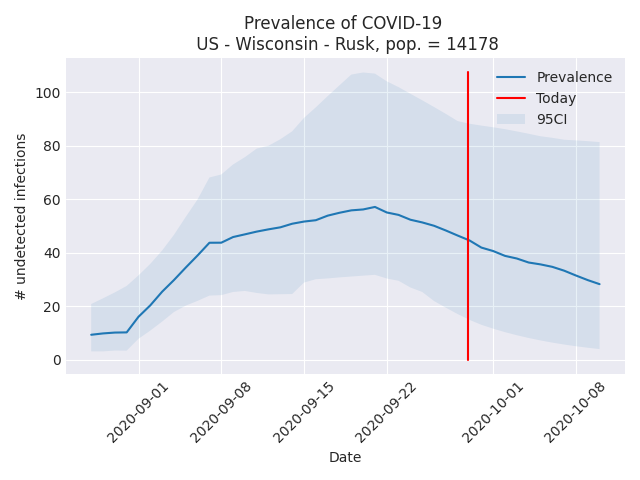 Prevalence of COVID-19
US - Wisconsin - Rusk, pop. = 14178
Prevalence
Today
95CI
# undetected infections
100
80
60
40
20
0
2020-09-01
2020-09-08
2020-09-15
2020-09-22
2020-10-01
2020-10-08
Date